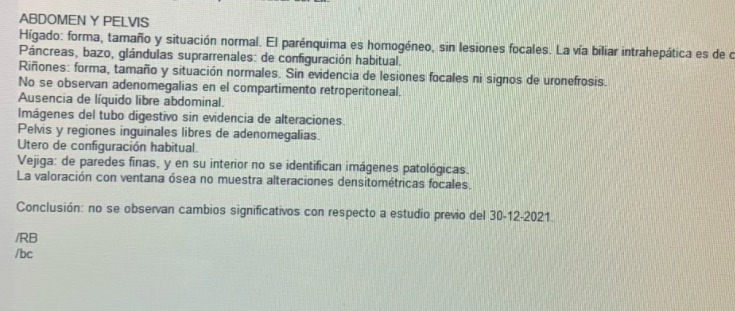 ABDOMEN Y PELVIS
Hígado: forma, tamaño y situación normal. El parénquima es homogéneo, sin lesiones focales. La vía biliar intrahepática es de c
Páncreas, bazo, glándulas suprarrenales: de configuración habitual.
Riñones: forma, tamaño y situación normales. Sin evidencia de lesiones focales ni signos de uronefrosis.
No se observan adenomegalias en el compartimento retroperitoneal.
Ausencia de líquido libre abdominal.
Imágenes del tubo digestivo sin evidencia de alteraciones.
Pelvis y regiones inguinales libres de adenomegalias.
Utero de configuración habitual.
Vejiga: de paredes finas, y en su interior no se identifican imágenes patológicas.
La valoración con ventana ósea no muestra alteraciones densitométricas focales.
Conclusión: no se observan cambios significativos con respecto a estudio previo del 30-12-2021.
/RB
/bc